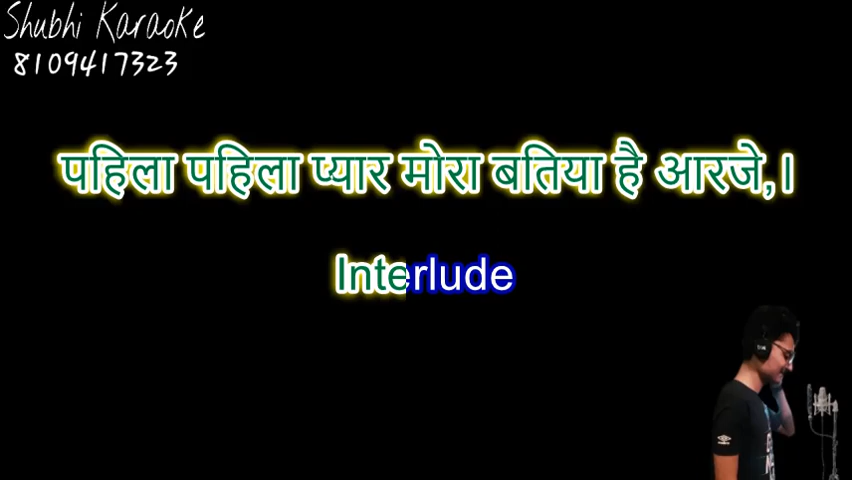 Shubhi Karaoke
8109417323
पहिला पहिला प्यार मोरा बतिया है आरजे,।
Interlude